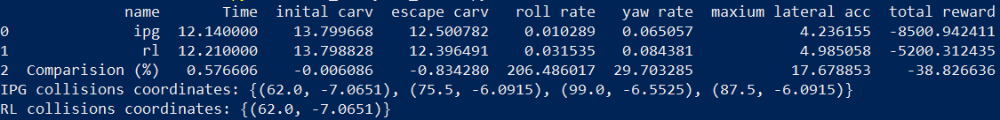 name Time inital carv escape carv roll rate yaw rate maxium lateral acc total reward
0 ipg 12.140000 13.799668 12.500782 0.010289 0.065057 4.236155 -8500.942411
1 rl 12.210000 13.798828 12.396491 0.031535 0.084381 4.985058 -5200.312435
2 Comparision (%) 0.576606 -0.006086 -0.834280 206.486017 29.703285 17.678853 -38.826636
IPG collisions coordinates: {(62.0, -7.0651), (75.5, -6.0915), (99.0, -6.5525), (87.5, -6.0915)}
RL collisions coordinates: {(62.0, -7.0651)}